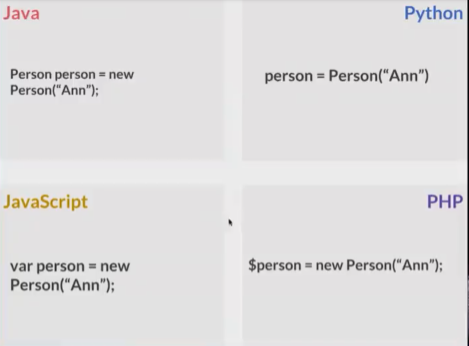 Java
Person person = new
Person(“Ann”);
Python
person = Person(“Ann”)
JavaScript
var person = new
Person(“Ann”);
PHP
$person = new Person(“Ann”);